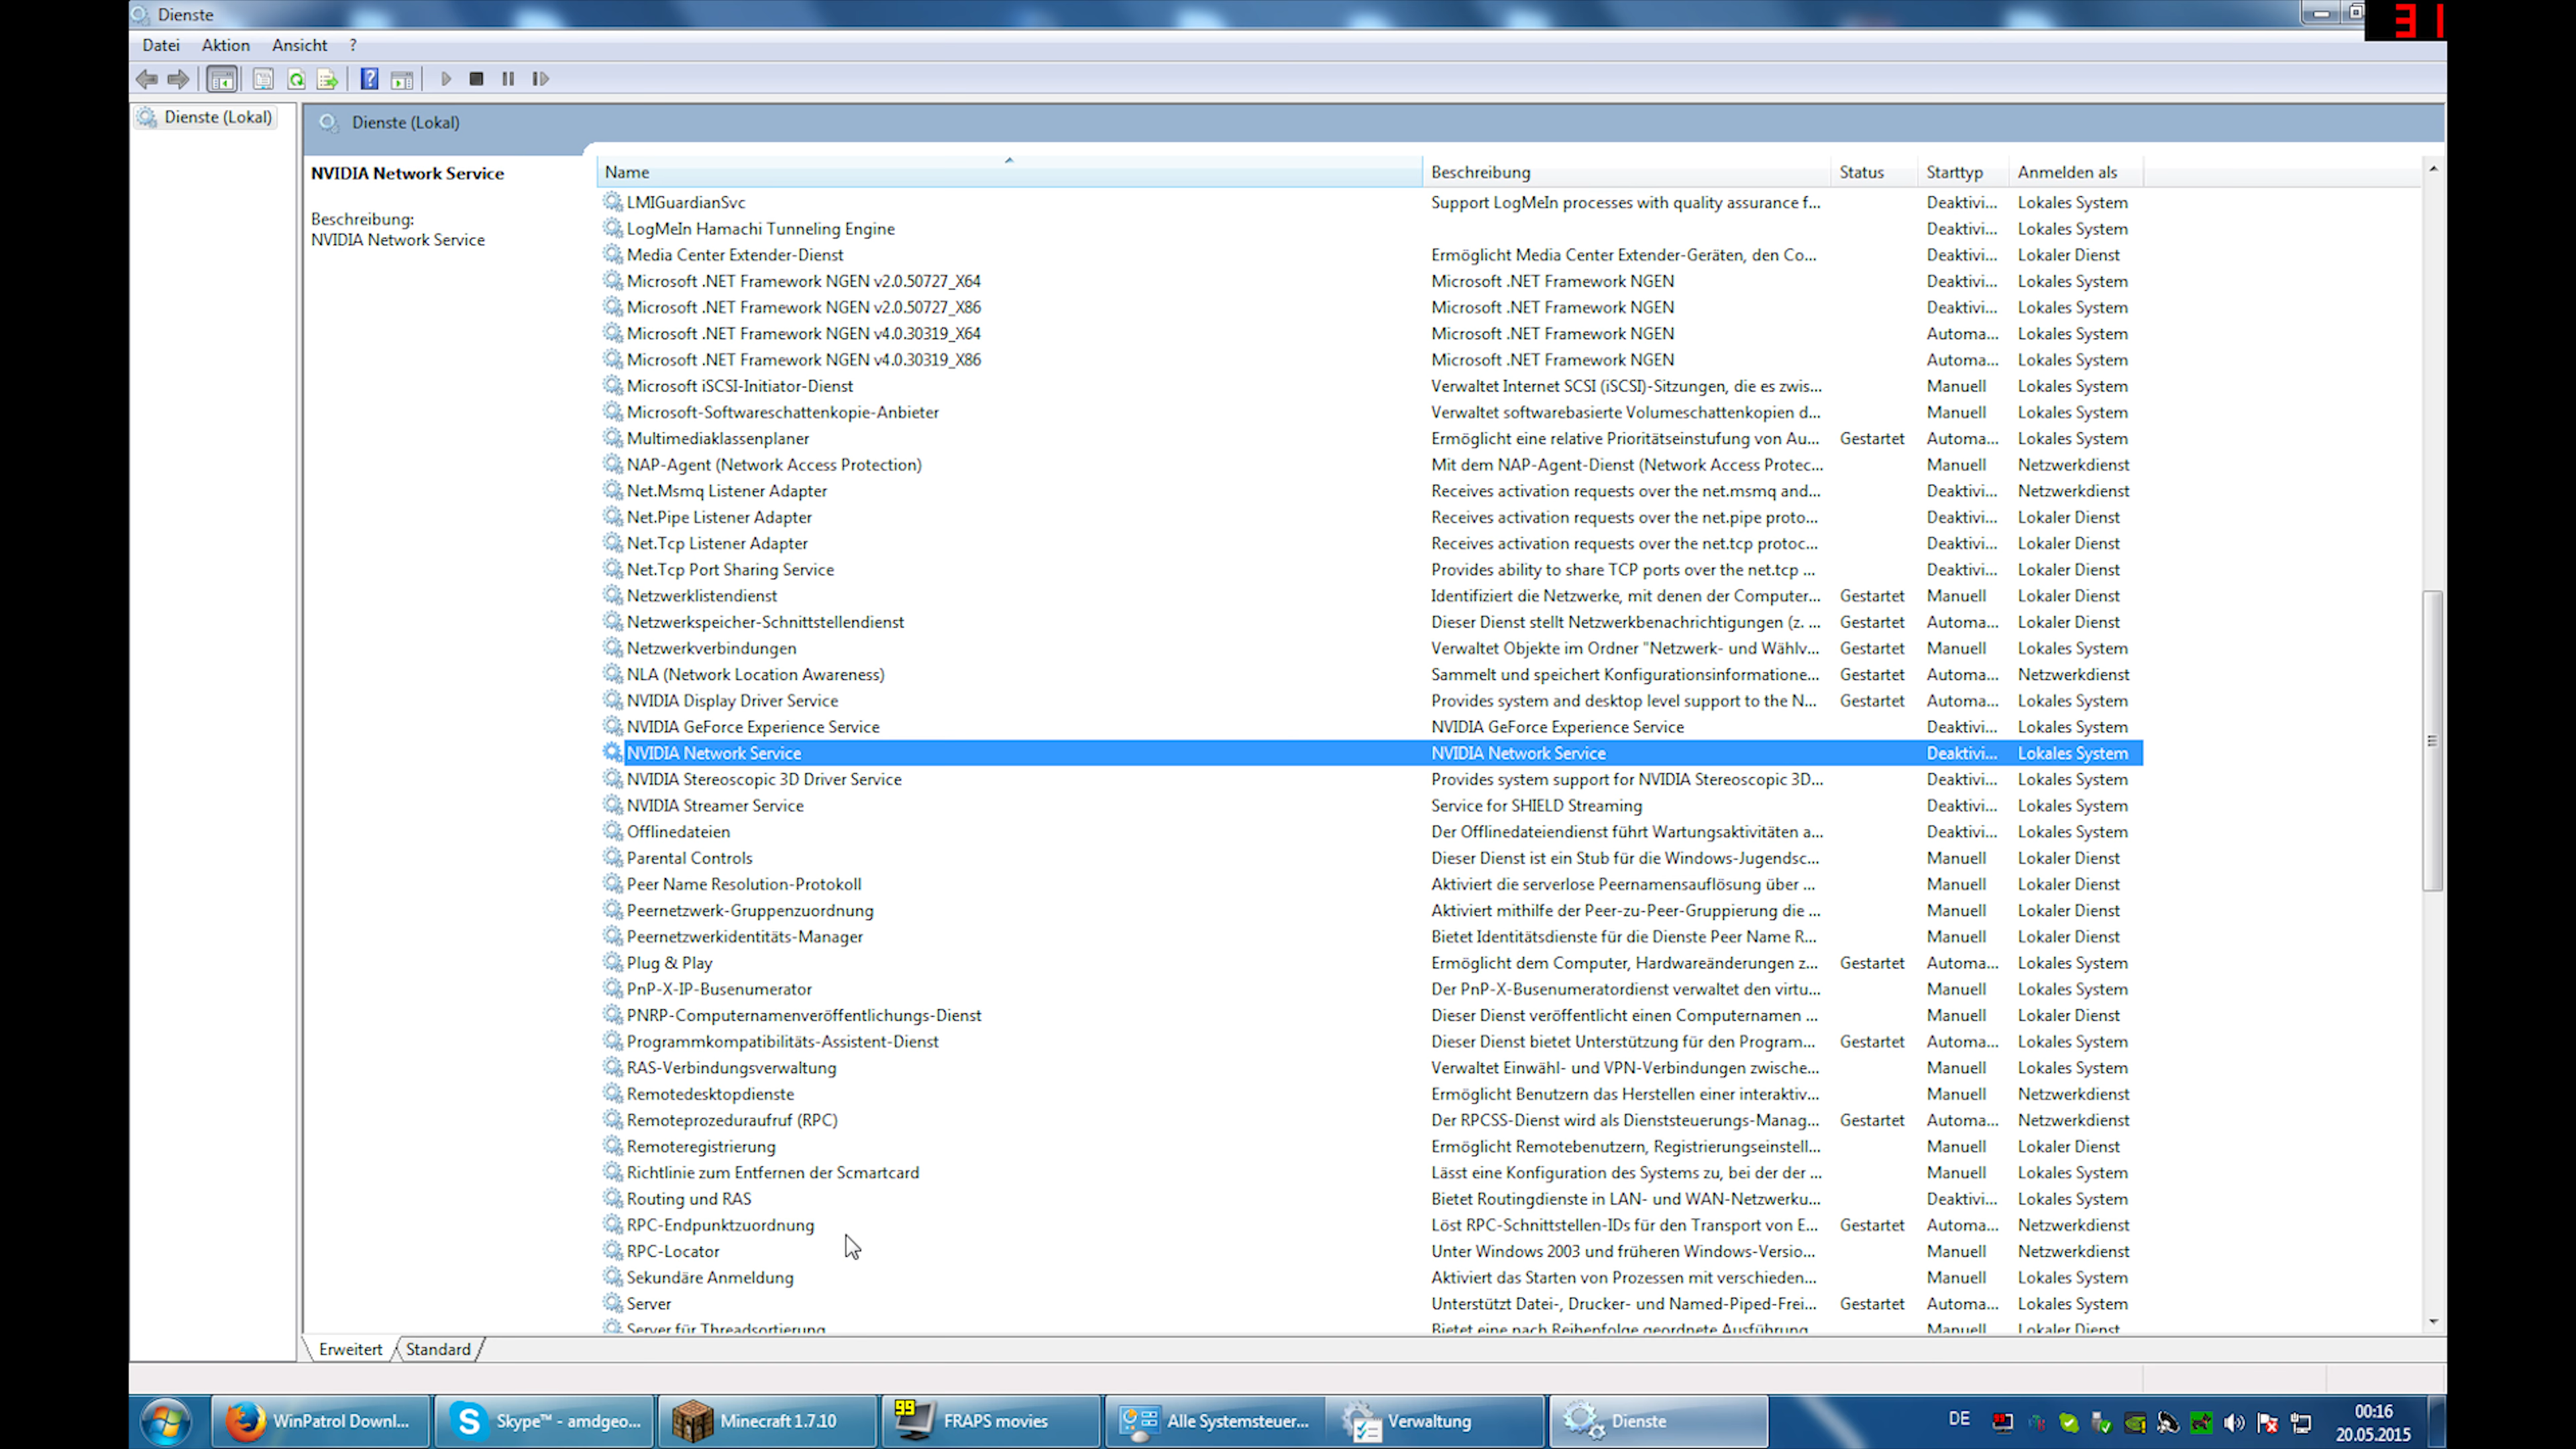 Dienste
31
Datei Aktion Ansicht ?
Dienste (Lokal)
Dienste (Lokal)
NVIDIA Network Service
Beschreibung:
NVIDIA Network Service
Name Beschreibung Status Starttyp Anmelden als
LMIGuardianSvc Support LogMeIn processes with quality assurance f... Deaktivi... Lokales System
LogMeIn Hamachi Tunneling Engine Deaktivi... Lokales System
Media Center Extender-Dienst Ermöglicht Media Center Extender-Geräten, den Co... Deaktivi... Lokaler Dienst
Microsoft .NET Framework NGEN v2.0.50727_X64 Microsoft .NET Framework NGEN Deaktivi... Lokales System
Microsoft .NET Framework NGEN v2.0.50727_X86 Microsoft .NET Framework NGEN Deaktivi... Lokales System
Microsoft .NET Framework NGEN v4.0.30319_X64 Microsoft .NET Framework NGEN Automa... Lokales System
Microsoft .NET Framework NGEN v4.0.30319_X86 Microsoft .NET Framework NGEN Automa... Lokales System
Microsoft iSCSI-Initiator-Dienst Verwaltet Internet SCSI (iSCSI)-Sitzungen, die es zwis... Manuell Lokales System
Microsoft-Softwareschattenkopie-Anbieter Verwaltet softwarebasierte Volumeschattenkopien d... Manuell Lokales System
Multimediaklassenplaner Ermöglicht eine relative Prioritätseinstufung von Au... Gestartet Automa... Lokales System
NAP-Agent (Network Access Protection) Mit dem NAP-Agent-Dienst (Network Access Protec... Manuell Netzwerkdienst
Net.Msmq Listener Adapter Receives activation requests over the net.msmq and... Deaktivi... Netzwerkdienst
Net.Pipe Listener Adapter Receives activation requests over the net.pipe proto... Deaktivi... Lokaler Dienst
Net.Tcp Listener Adapter Receives activation requests over the net.tcp protoc... Deaktivi... Lokaler Dienst
Net.Tcp Port Sharing Service Provides ability to share TCP ports over the net.tcp ... Deaktivi... Lokaler Dienst
Netzwerklistendienst Identifiziert die Netzwerke, mit denen der Computer... Gestartet Manuell Lokaler Dienst
Netzwerkspeicher-Schnittstellendienst Dieser Dienst stellt Netzwerkbenachrichtigungen (z. ... Gestartet Automa... Lokaler Dienst
Netzwerkverbindungen Verwaltet Objekte im Ordner "Netzwerk- und Wählv... Gestartet Manuell Lokales System
NLA (Network Location Awareness) Sammelt und speichert Konfigurationsinformatione... Gestartet Automa... Netzwerkdienst
NVIDIA Display Driver Service Provides system and desktop level support to the N... Gestartet Automa... Lokales System
NVIDIA GeForce Experience Service NVIDIA GeForce Experience Service Deaktivi... Lokales System
NVIDIA Network Service NVIDIA Network Service Deaktivi... Lokales System
NVIDIA Stereoscopic 3D Driver Service Provides system support for NVIDIA Stereoscopic 3D... Deaktivi... Lokales System
NVIDIA Streamer Service Service for SHIELD Streaming Deaktivi... Lokales System
Offlinedateien Der Offlinedateiendienst führt Wartungsaktivitäten a... Deaktivi... Lokales System
Parental Controls Dieser Dienst ist ein Stub für die Windows-Jugendsc... Manuell Lokaler Dienst
Peer Name Resolution-Protokoll Aktiviert die serverlose Peernamensauflösung über ... Manuell Lokaler Dienst
Peernetzwerk-Gruppenzuordnung Aktiviert mithilfe der Peer-zu-Peer-Gruppierung die ... Manuell Lokaler Dienst
Peernetzwerkidentitäts-Manager Bietet Identitätsdienste für die Dienste Peer Name R... Manuell Lokaler Dienst
Plug & Play Ermöglicht dem Computer, Hardwareänderungen z... Gestartet Automa... Lokales System
PnP-X-IP-Busenumerator Der PnP-X-Busenumeratordienst verwaltet den virtu... Manuell Lokales System
PNRP-Computernamenveröffentlichungs-Dienst Dieser Dienst veröffentlicht einen Computernamen ... Manuell Lokaler Dienst
Programmkompatibilitäts-Assistent-Dienst Dieser Dienst bietet Unterstützung für den Program... Gestartet Automa... Lokales System
RAS-Verbindungsverwaltung Verwaltet Einwähl- und VPN-Verbindungen zwische... Manuell Lokales System
Remotedesktopdienste Ermöglicht Benutzern das Herstellen einer interaktiv... Manuell Netzwerkdienst
Remoteprozeduraufruf (RPC) Der RPCSS-Dienst wird als Dienststeuerungs-Manag... Gestartet Automa... Netzwerkdienst
Remoteregistrierung Ermöglicht Remotebenutzern, Registrierungseinstell... Manuell Lokaler Dienst
Richtlinie zum Entfernen der Scmartcard Lässt eine Konfiguration des Systems zu, bei der der ... Manuell Lokales System
Routing und RAS Bietet Routingdienste in LAN- und WAN-Netzwerku... Deaktivi... Lokales System
RPC-Endpunktzuordnung Löst RPC-Schnittstellen-IDs für den Transport von E... Gestartet Automa... Netzwerkdienst
RPC-Locator Unter Windows 2003 und früheren Windows-Versio... Manuell Netzwerkdienst
Sekundäre Anmeldung Aktiviert das Starten von Prozessen mit verschieden... Manuell Lokales System
Server Unterstützt Datei-, Drucker- und Named-Piped-Frei... Gestartet Automa... Lokales System
Server für Threadsortierung Bietet eine nach Reihenfolge geordnete Ausführung Manuell Lokaler Dienst
Erweitert Standard
WinPatrol Downl... Skype™ - amdgeo... Minecraft 1.7.10 99 FRAPS movies Alle Systemsteuer... Verwaltung Dienste DE 00:16
20.05.2015